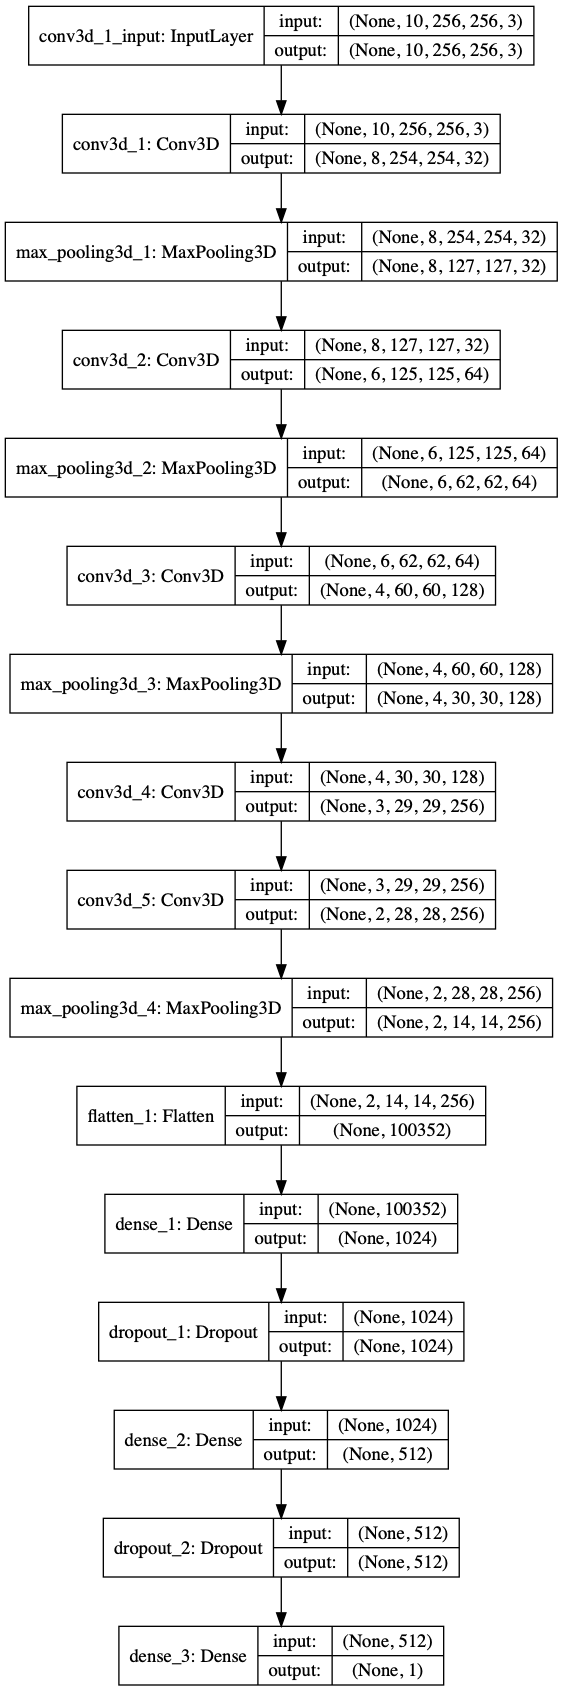 conv3d_1_input: InputLayer
input: (None, 10, 256, 256, 3)
output: (None, 10, 256, 256, 3)
conv3d_1: Conv3D
input: (None, 10, 256, 256, 3)
output: (None, 8, 254, 254, 32)
max_pooling3d_1: MaxPooling3D
input: (None, 8, 254, 254, 32)
output: (None, 8, 127, 127, 32)
conv3d_2: Conv3D
input: (None, 8, 127, 127, 32)
output: (None, 6, 125, 125, 64)
max_pooling3d_2: MaxPooling3D
input: (None, 6, 125, 125, 64)
output: (None, 6, 62, 62, 64)
conv3d_3: Conv3D
input: (None, 6, 62, 62, 64)
output: (None, 4, 60, 60, 128)
max_pooling3d_3: MaxPooling3D
input: (None, 4, 60, 60, 128)
output: (None, 4, 30, 30, 128)
conv3d_4: Conv3D
input: (None, 4, 30, 30, 128)
output: (None, 3, 29, 29, 256)
conv3d_5: Conv3D
input: (None, 3, 29, 29, 256)
output: (None, 2, 28, 28, 256)
max_pooling3d_4: MaxPooling3D
input: (None, 2, 28, 28, 256)
output: (None, 2, 14, 14, 256)
flatten_1: Flatten
input: (None, 2, 14, 14, 256)
output: (None, 100352)
dense_1: Dense
input: (None, 100352)
output: (None, 1024)
dropout_1: Dropout
input: (None, 1024)
output: (None, 1024)
dense_2: Dense
input: (None, 1024)
output: (None, 512)
dropout_2: Dropout
input: (None, 512)
output: (None, 512)
dense_3: Dense
input: (None, 512)
output: (None, 1)